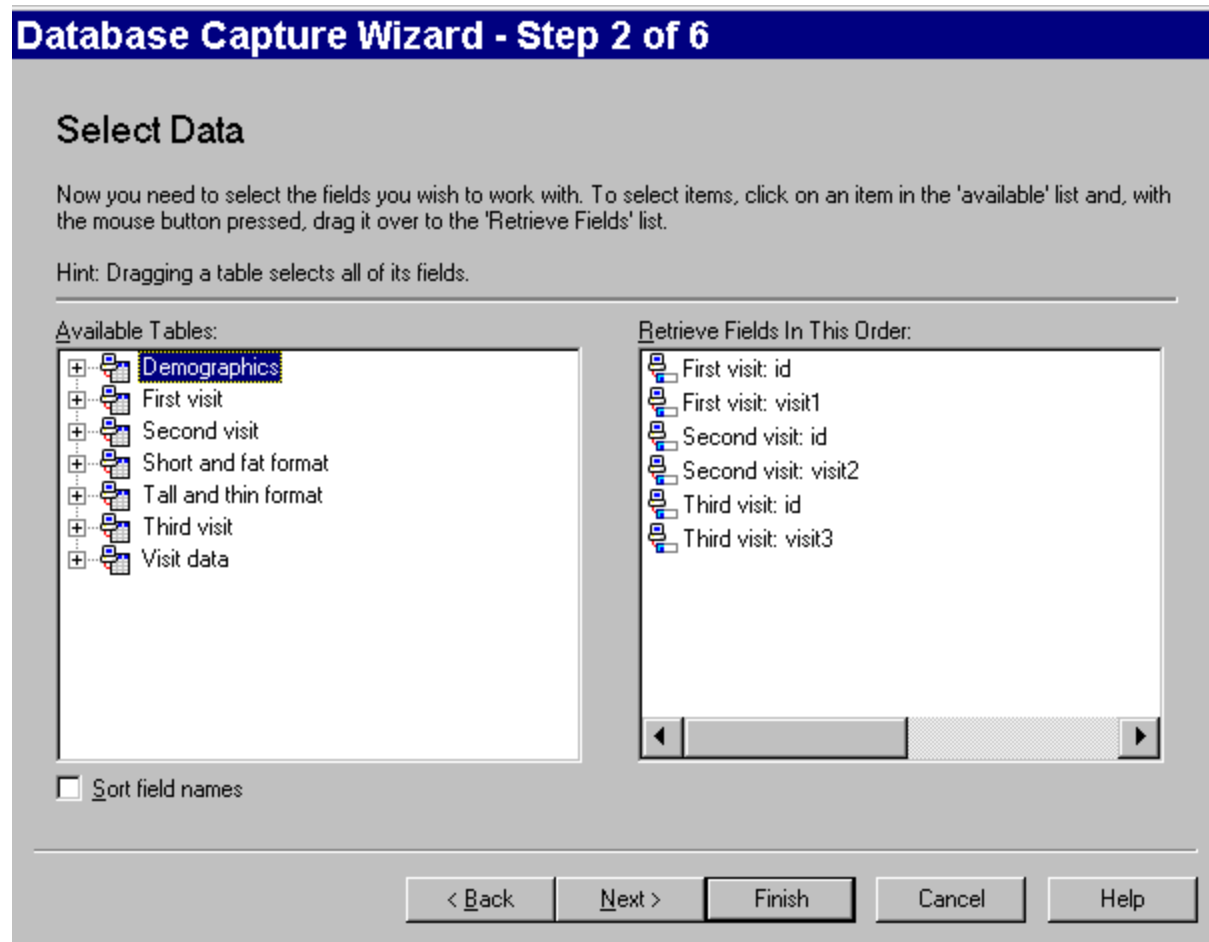 Database Capture Wizard - Step 2 of 6
Select Data
Now you need to select the fields you wish to work with. To select items, click on an item in the 'available' list and, with
the mouse button pressed, drag it over to the 'Retrieve Fields' list.
Hint: Dragging a table selects all of its fields.
Available Tables:
Demographics
First visit
Second visit
Short and fat format
Tall and thin format
Third visit
Visit data
Sort field names
Retrieve Fields In This Order:
First visit: id
First visit: visit1
Second visit: id
Second visit: visit2
Third visit: id
Third visit: visit3
< Back
Next >
Finish
Cancel
Help